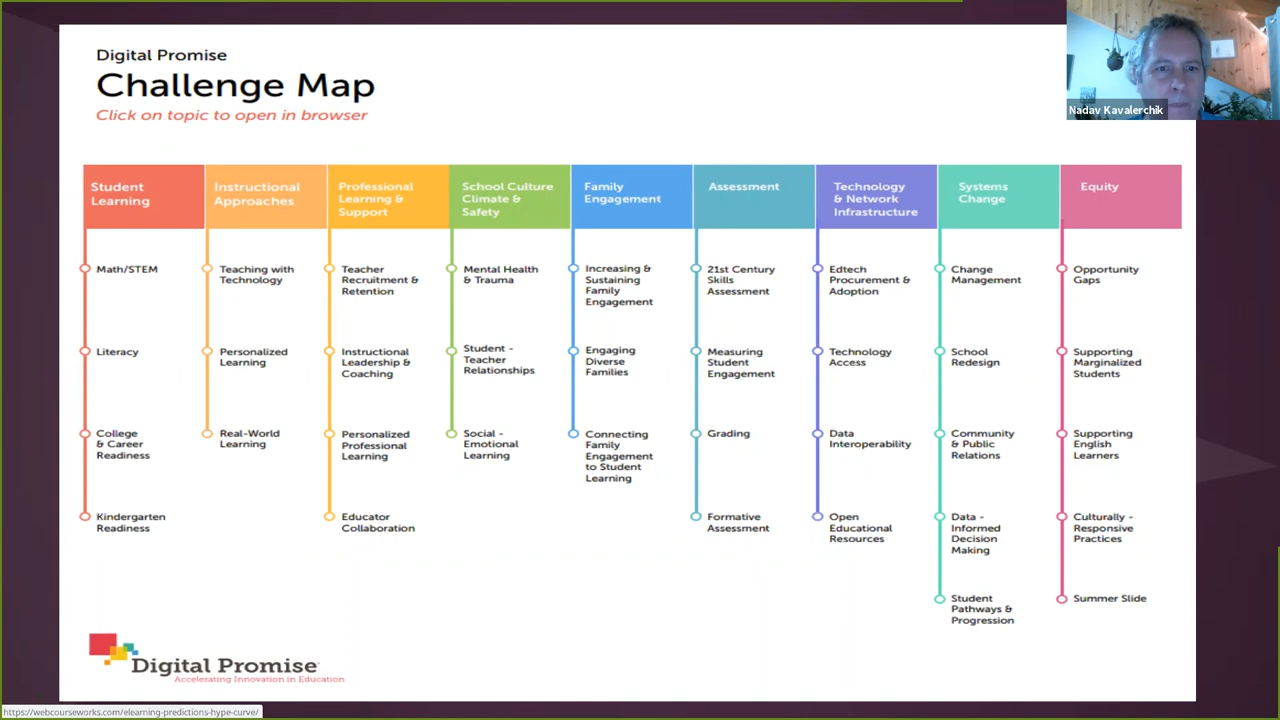 Digital Promise
Challenge Map
Click on topic to open in browser
Nadav Kavalerchik
Student
Learning
Math/STEM
Literacy
College
& Career
Readiness
Kindergarten
Readiness
Instructional
Approaches
Teaching with
Technology
Personalized
Learning
Real-World
Learning
Professional
Learning &
Support
Teacher
Recruitment &
Retention
Instructional
Leadership &
Coaching
Personalized
Professional
Learning
Educator
Collaboration
School Culture
Climate &
Safety
Mental Health
& Trauma
Student -
Teacher
Relationships
Social -
Emotional
Learning
Family
Engagement
Increasing &
Sustaining
Family
Engagement
Engaging
Diverse
Families
Connecting
Family
Engagement
to Student
Learning
Assessment
21st Century
Skills
Assessment
Measuring
Student
Engagement
Grading
Formative
Assessment
Technology
& Network
Infrastructure
Edtech
Procurement &
Adoption
Technology
Access
Data
Interoperability
Open
Educational
Resources
Systems
Change
Change
Management
School
Redesign
Community
& Public
Relations
Data -
Informed
Decision
Making
Student
Pathways &
Progression
Equity
Opportunity
Gaps
Supporting
Marginalized
Students
Supporting
English
Learners
Culturally -
Responsive
Practices
Summer Slide
Digital Promise
Accelerating Innovation in Education
https://webcourseworks.com/elearning-predictions-hype-curve/